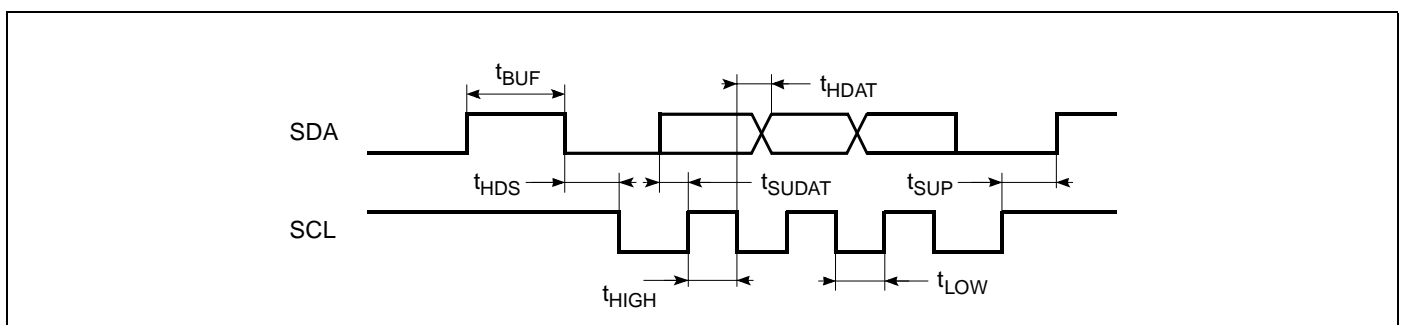 tBUF
tHDAT
SDA
tHDS
tSUDAT
tSUP
SCL
tHIGH
tLOW